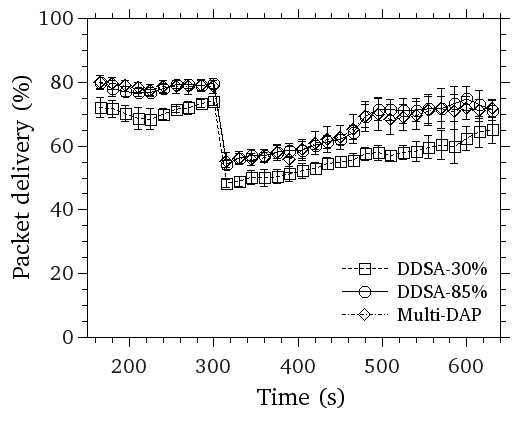 Packet delivery (%)
100
80
60
40
20
0
DDSA-30%
DDSA-85%
Multi-DAP
200 300 400 500 600
Time (s)